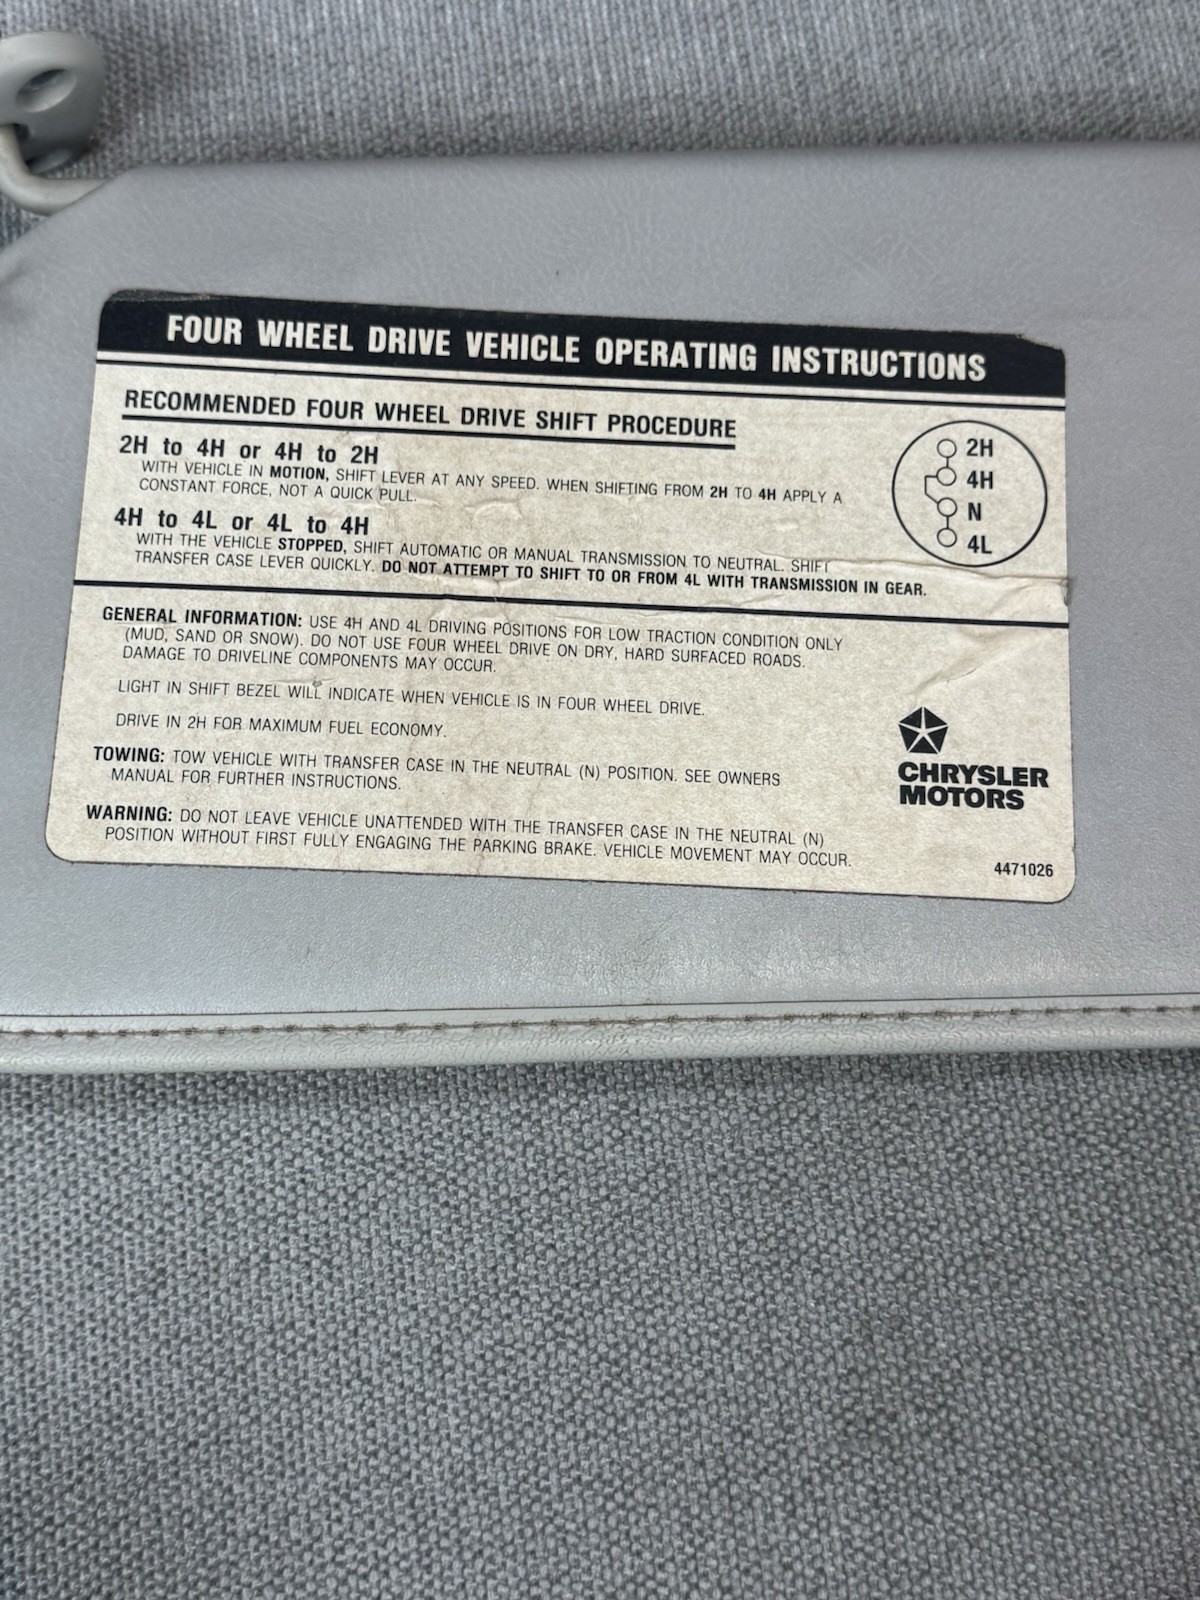 FOUR WHEEL DRIVE VEHICLE OPERATING INSTRUCTIONS
RECOMMENDED FOUR WHEEL DRIVE SHIFT PROCEDURE
2H to 4H or 4H to 2H
WITH VEHICLE IN MOTION, SHIFT LEVER AT ANY SPEED. WHEN SHIFTING FROM 2H TO 4H APPLY A
CONSTANT FORCE, NOT A QUICK PULL.
4H to 4L or 4L to 4H
WITH THE VEHICLE STOPPED, SHIFT AUTOMATIC OR MANUAL TRANSMISSION TO NEUTRAL. SHIFT
TRANSFER CASE LEVER QUICKLY. DO NOT ATTEMPT TO SHIFT TO OR FROM 4L WITH TRANSMISSION IN GEAR.
2H
4H
N
4L
GENERAL INFORMATION: USE 4H AND 4L DRIVING POSITIONS FOR LOW TRACTION CONDITION ONLY
(MUD, SAND OR SNOW). DO NOT USE FOUR WHEEL DRIVE ON DRY, HARD SURFACED ROADS.
DAMAGE TO DRIVELINE COMPONENTS MAY OCCUR.
LIGHT IN SHIFT BEZEL WILL INDICATE WHEN VEHICLE IS IN FOUR WHEEL DRIVE.
DRIVE IN 2H FOR MAXIMUM FUEL ECONOMY.
TOWING: TOW VEHICLE WITH TRANSFER CASE IN THE NEUTRAL (N) POSITION. SEE OWNERS
MANUAL FOR FURTHER INSTRUCTIONS.
WARNING: DO NOT LEAVE VEHICLE UNATTENDED WITH THE TRANSFER CASE IN THE NEUTRAL (N)
POSITION WITHOUT FIRST FULLY ENGAGING THE PARKING BRAKE. VEHICLE MOVEMENT MAY OCCUR.
CHRYSLER
MOTORS
4471026